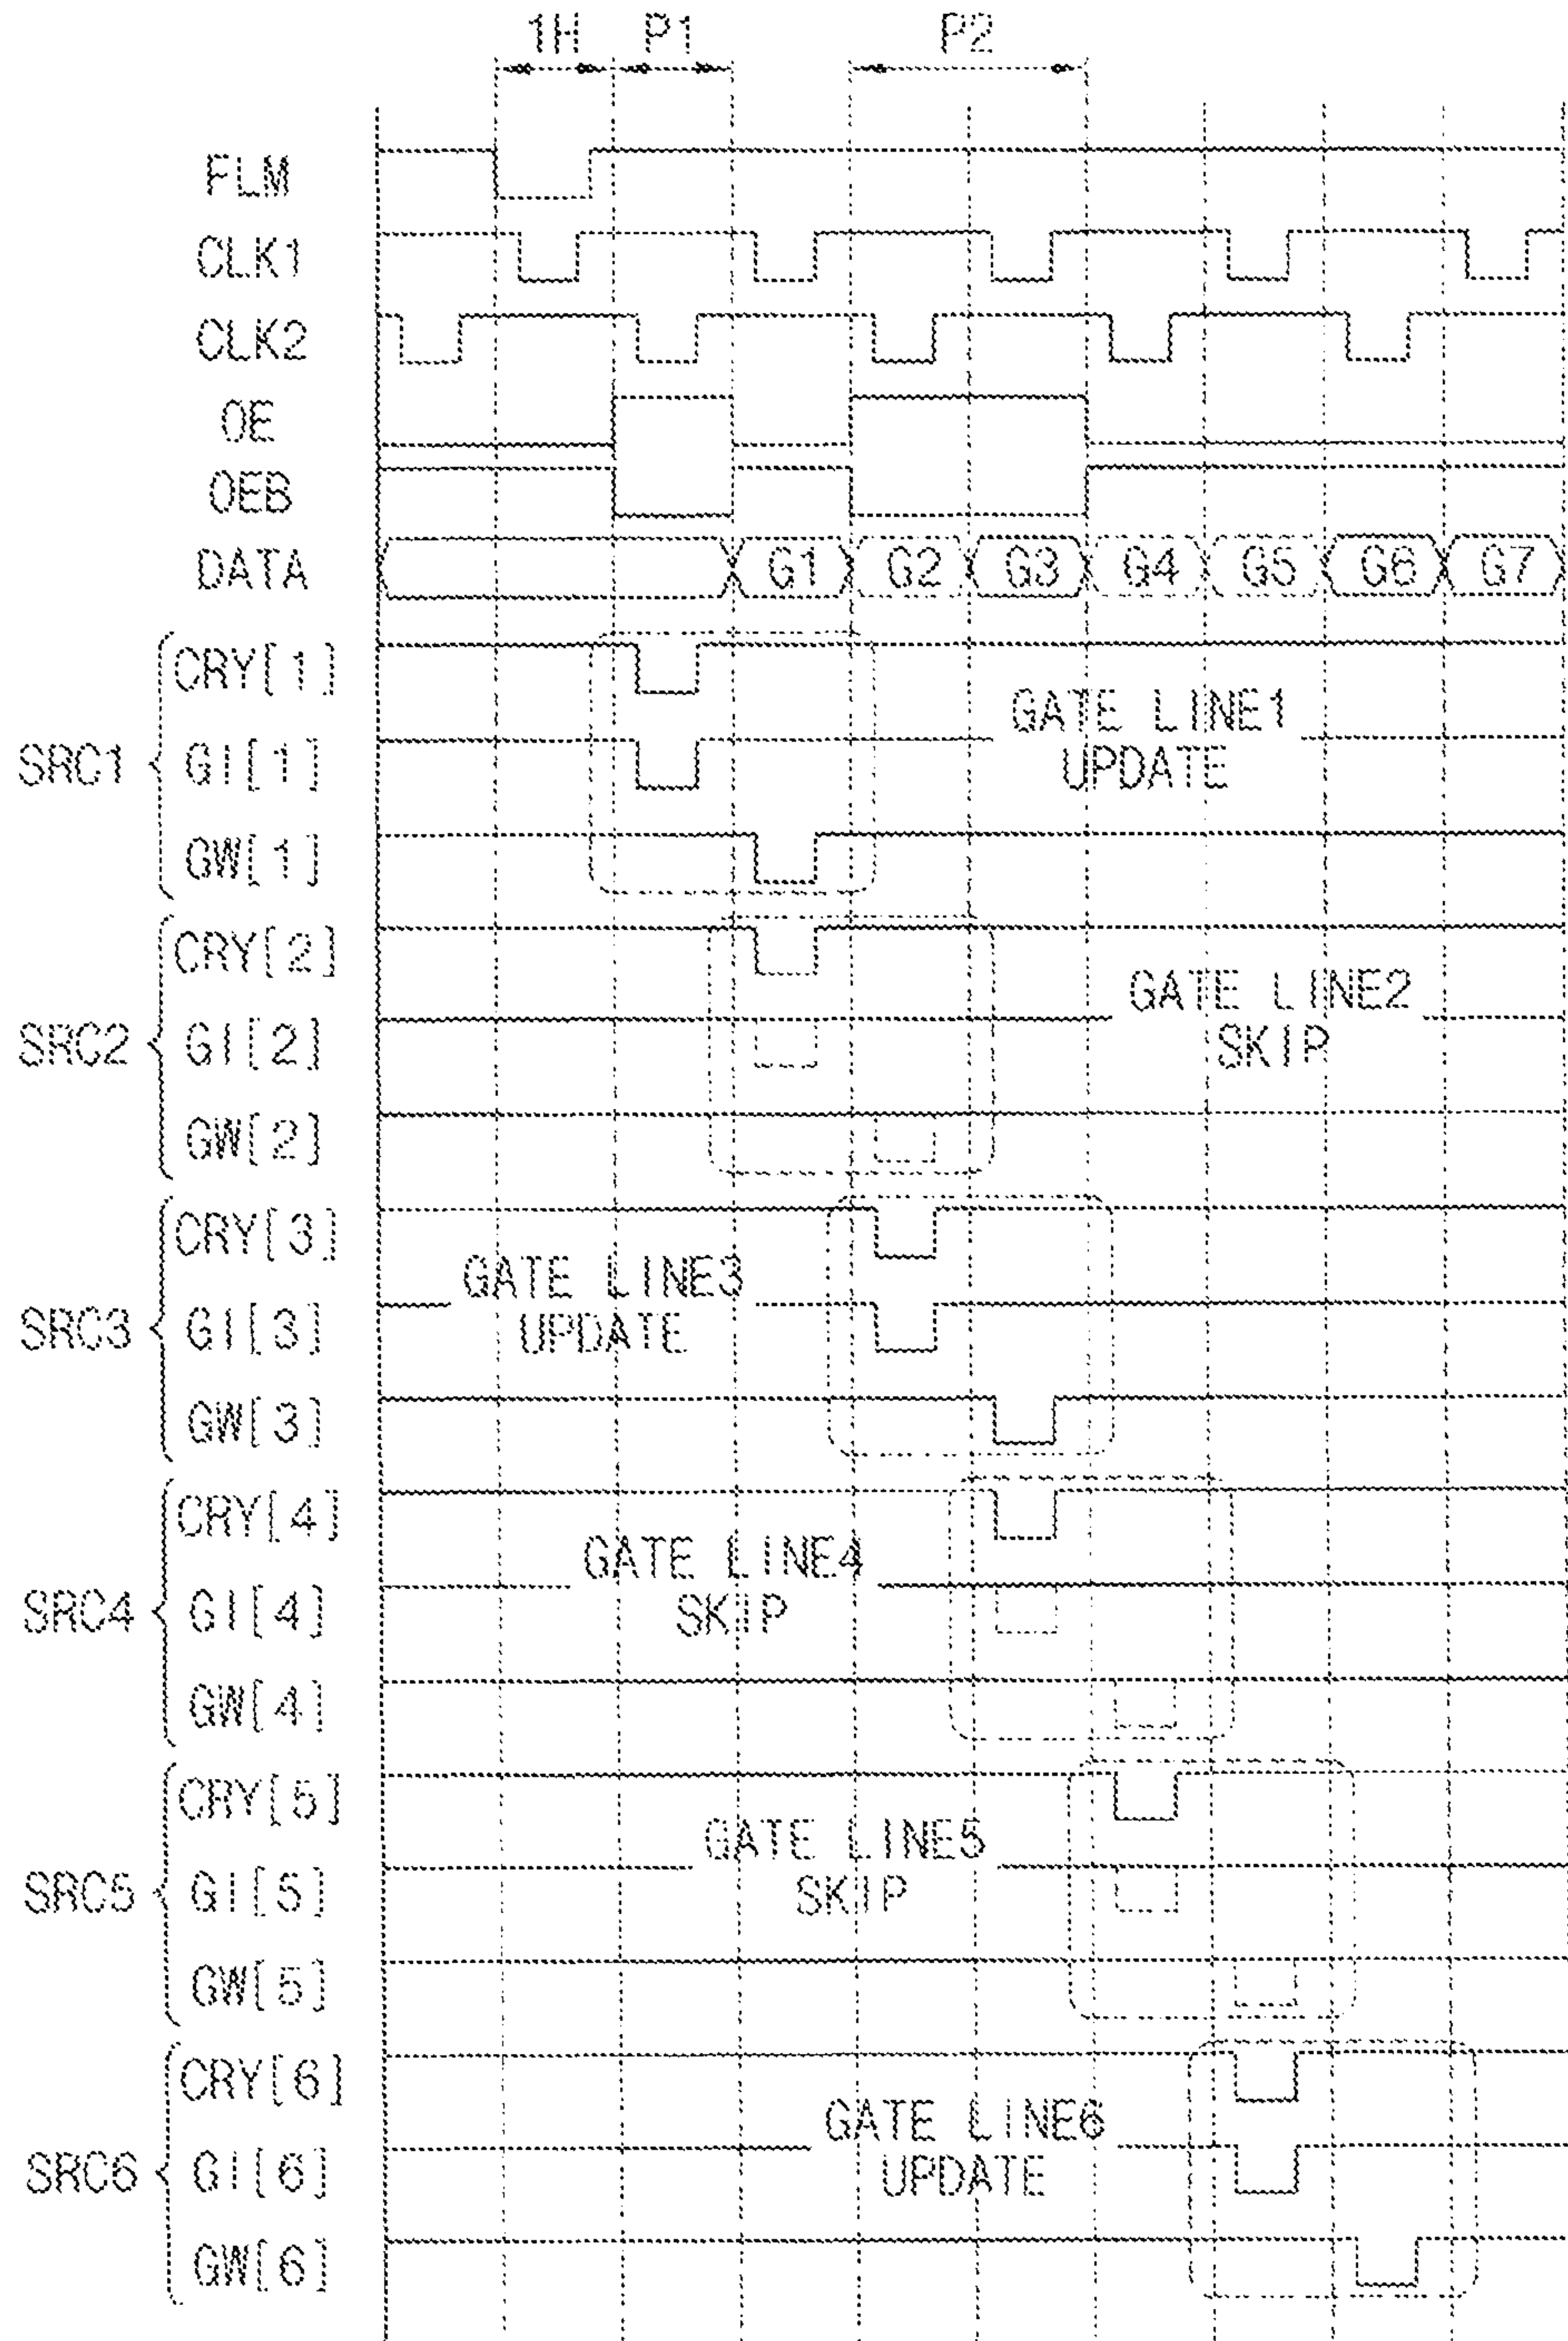 1H P1 P2
FLM
CLK1
CLK2
OE
OEB
DATA G1 G2 G3 G4 G5 G6 G7
CRY[1]
GATE LINE1
UPDATE
SRC1 GI[1]
GW[1]
CRY[2]
GATE LINE2
SKIP
SRC2 GI[2]
GW[2]
CRY[3]
GATE LINE3
UPDATE
SRC3 GI[3]
GW[3]
CRY[4]
GATE LINE4
SKIP
SRC4 GI[4]
GW[4]
CRY[5]
GATE LINE5
SKIP
SRC5 GI[5]
GW[5]
CRY[6]
GATE LINE6
UPDATE
SRC6 GI[6]
GW[6]